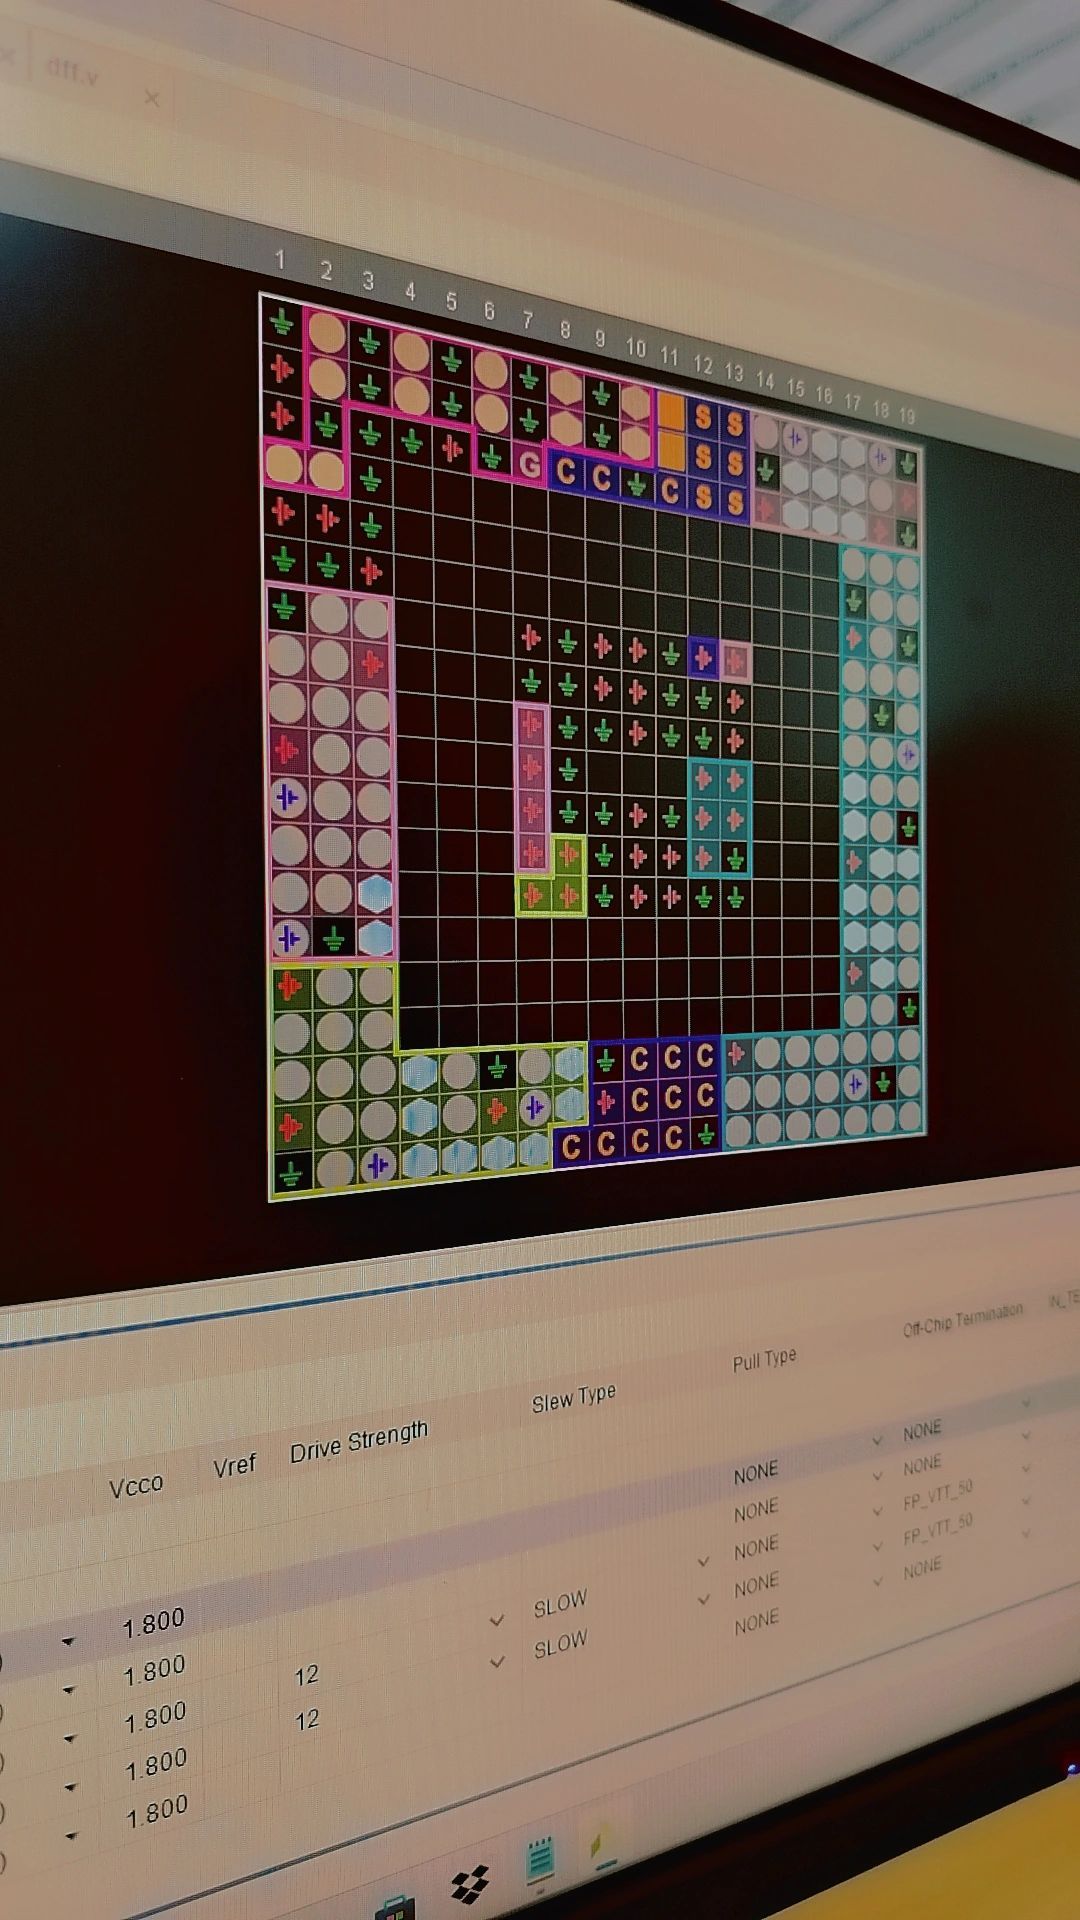 dff.v
1 2 3 4 5 6 7 8 9 10 11 12 13 14 15 16 17 18 19
S S
S S
G C C C S S
C C C
C C C
C C C C
Vcco Vref Drive Strength Slew Type Pull Type Off-Chip Termination IN_TE
1.800 NONE NONE
1.800 NONE NONE
1.800 12 SLOW NONE FP_VTT_50
1.800 12 SLOW NONE FP_VTT_50
1.800 NONE NONE